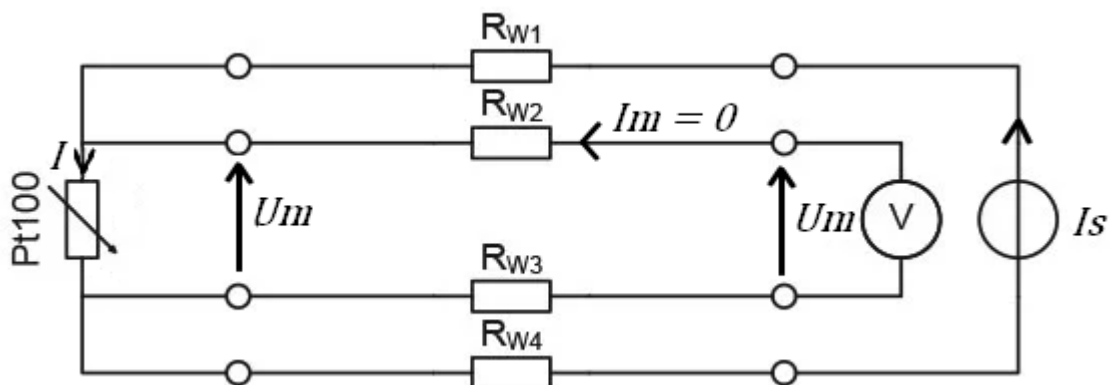 RW1
RW2
Im = 0
I
Pt100
Um
Um
V
Is
RW3
RW4